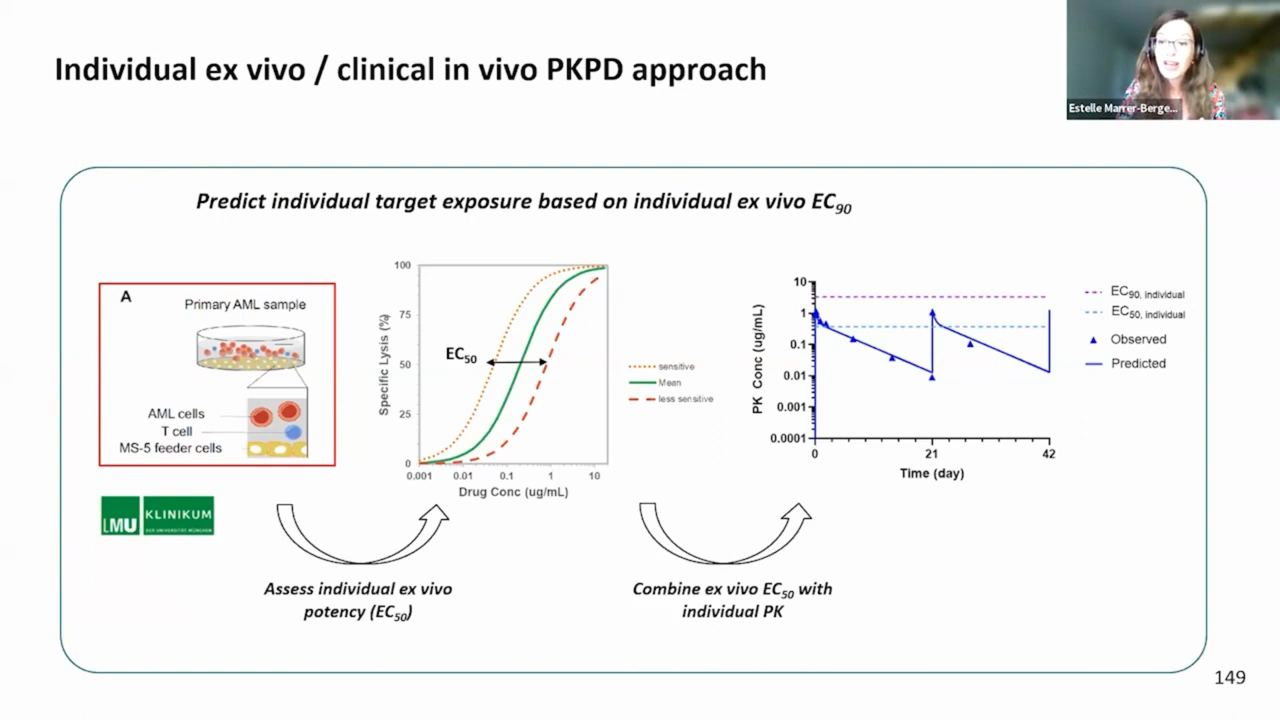 Individual ex vivo / clinical in vivo PKPD approach
Estelle Marrer-Berge...
Predict individual target exposure based on individual ex vivo EC90
A
Primary AML sample
AML cells
T cell
MS-5 feeder cells
LMU KLINIKUM
DER UNIVERSITÄT MÜNCHEN
100
75
50
25
0
Specific Lysis (%)
EC50
0.001 0.01 0.1 1 10
Drug Conc (ug/mL)
sensitive
Mean
less sensitive
10
1
0.1
0.01
0.001
0.0001
PK Conc (ug/mL)
0 21 42
Time (day)
EC90, individual
EC50, individual
Observed
Predicted
Assess individual ex vivo
potency (EC50)
Combine ex vivo EC50 with
individual PK
149